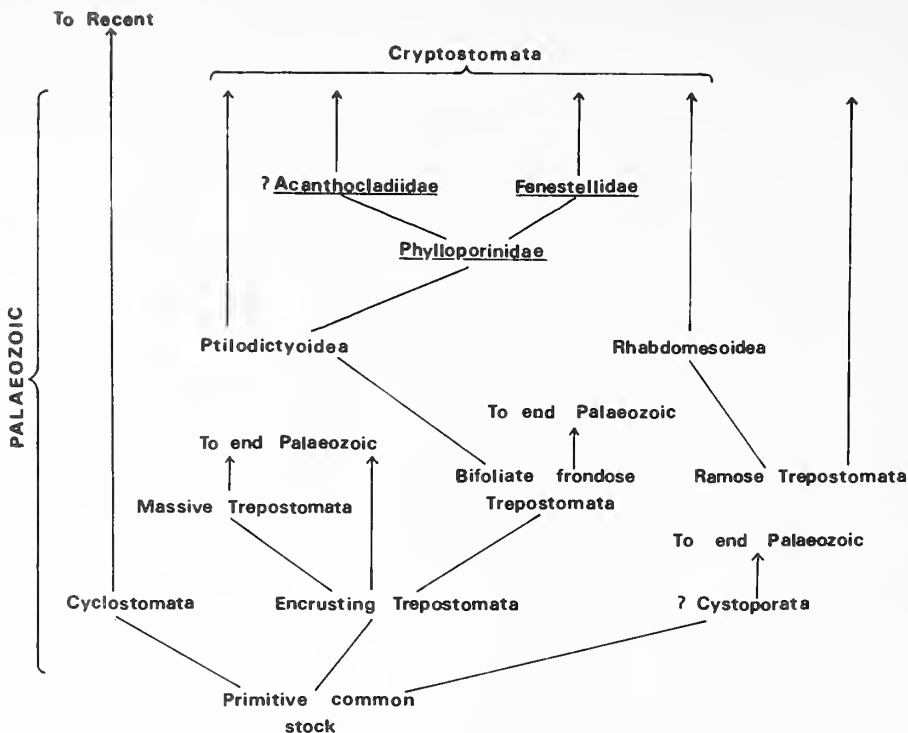 To Recent
Cryptostomata
? Acanthocladiidae
Fenestellidae
Phylloporinidae
PALAEOZOIC
Ptilodictyoidea
Rhabdomesoidea
To end Palaeozoic
To end Palaeozoic
Bifoliate frondose
Trepostomata
Ramose Trepostomata
Massive Trepostomata
To end Palaeozoic
Cyclostomata
Encrusting Trepostomata
? Cystoporata
Primitive common
stock